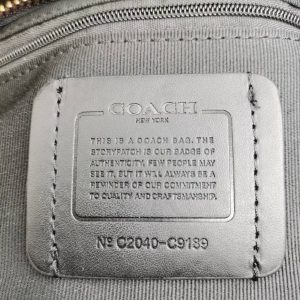 COACH
NEW YORK
THIS IS A COACH BAG. THE
STORYPATCH IS OUR BADGE OF
AUTHENTICITY. FEW PEOPLE MAY
SEE IT, BUT IT WILL ALWAYS BE A
REMINDER OF OUR COMMITMENT
TO QUALITY AND CRAFTSMANSHIP.
Nº C2040-C9189